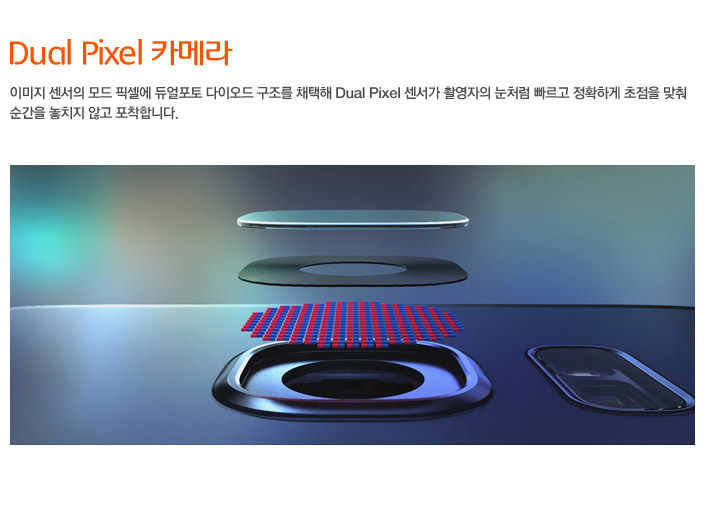 Dual Pixel 카메라
이미지 센서의 모드 픽셀에 듀얼포토 다이오드 구조를 채택해 Dual Pixel 센서가 촬영자의 눈처럼 빠르고 정확하게 초점을 맞춰
순간을 놓치지 않고 포착합니다.